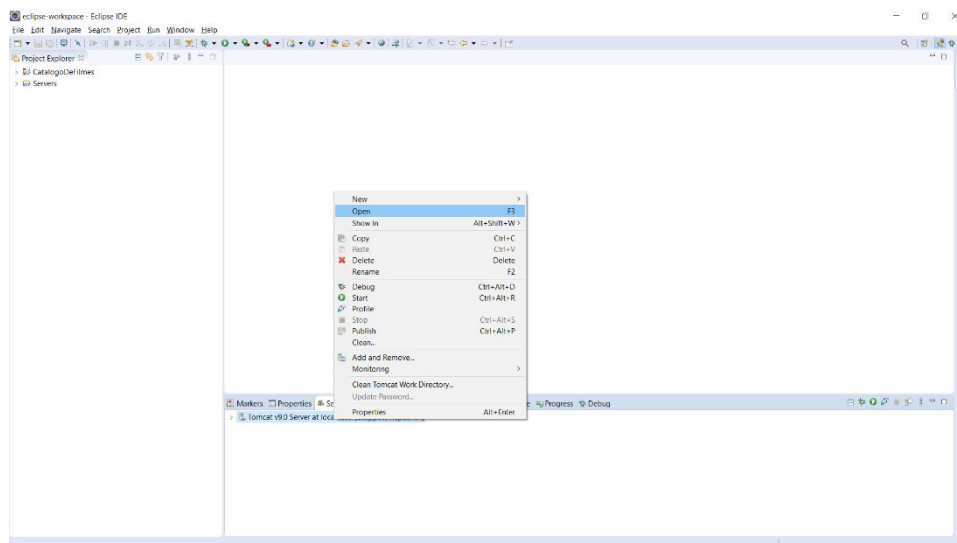 eclipse-workspace - Eclipse IDE
File Edit Navigate Search Project Run Window Help
Project Explorer
CatalogoDeFilmes
Servers
New
Open F3
Show In Alt+Shift+W
Copy Ctrl+C
Paste Ctrl+V
Delete Delete
Rename F2
Debug Ctrl+Alt+D
Start Ctrl+Alt+R
Profile
Stop Ctrl+Alt+S
Publish Ctrl+Alt+P
Clean...
Add and Remove...
Monitoring
Clean Tomcat Work Directory...
Update Password...
Properties Alt+Enter
Markers Properties Se Progress Debug
Tomcat v9.0 Server at loca